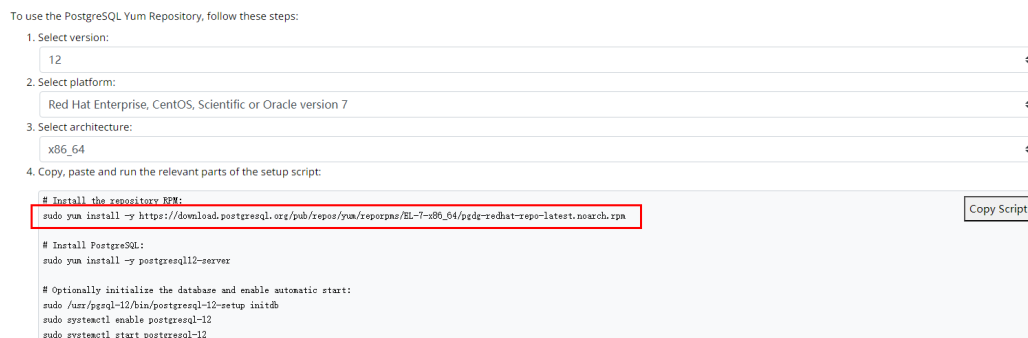 To use the PostgreSQL Yum Repository, follow these steps:
1. Select version:
12
2. Select platform:
Red Hat Enterprise, CentOS, Scientific or Oracle version 7
3. Select architecture:
x86_64
4. Copy, paste and run the relevant parts of the setup script:
# Install the repository RPM:
sudo yum install -y https://download.postgresql.org/pub/repos/yum/reporpms/EL-7-x86_64/pgdg-redhat-repo-latest.noarch.rpm
Copy Script
# Install PostgreSQL:
sudo yum install -y postgresql12-server
# Optionally initialize the database and enable automatic start:
sudo /usr/pgsql-12/bin/postgresql-12-setup initdb
sudo systemctl enable postgresql-12
sudo systemctl start postgresql-12